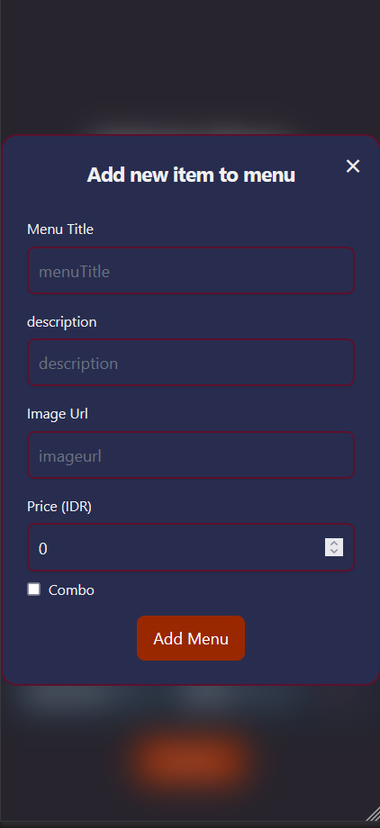 Add new item to menu
Menu Title
menuTitle
description
description
Image Url
imageurl
Price (IDR)
0
Combo
Add Menu